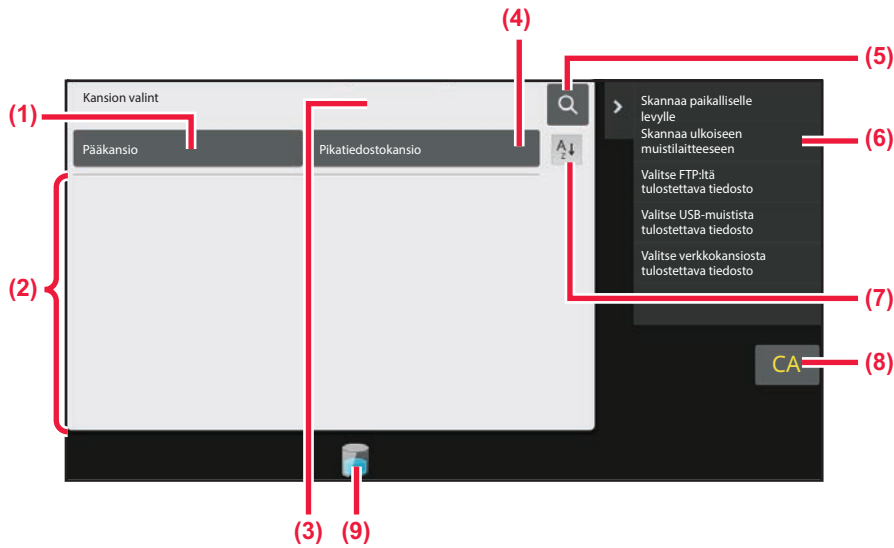 (4)
(5)
Kansion valint
(1)
Pääkansio
Pikatiedostokansio
A
Z
Skannaa paikalliselle
levylle
Skannaa ulkoiseen
muistilaitteeseen
(6)
Valitse FTP:ltä
tulostettava tiedosto
Valitse USB-muistista
tulostettava tiedosto
Valitse verkkokansiosta
tulostettava tiedosto
(2)
(7)
CA
(8)
(3)
(9)